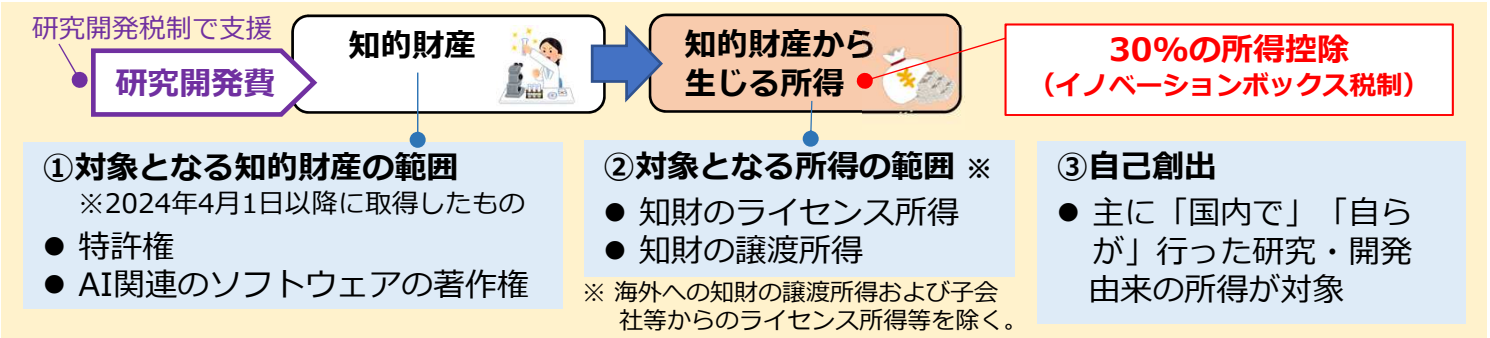 研究開発税制で支援
研究開発費
知的財産
知的財産から
生じる所得
30%の所得控除
（イノベーションボックス税制）
①対象となる知的財産の範囲
※2024年4月1日以降に取得したもの
● 特許権
● AI関連のソフトウェアの著作権
②対象となる所得の範囲 ※
● 知財のライセンス所得
● 知財の譲渡所得
※ 海外への知財の譲渡所得および子会
社等からのライセンス所得等を除く。
③自己創出
● 主に「国内で」「自ら
が」行った研究・開発
由来の所得が対象